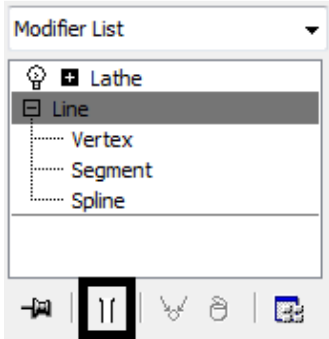 Modifier List
Lathe
Line
Vertex
Segment
Spline